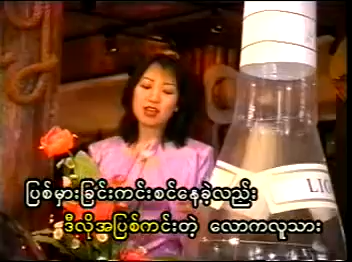 LIQ
ပြစ်မှားခြင်းကင်းစင်နေခဲ့လည်း
ဒီလိုအပြစ်ကင်းတဲ့ လောကလူသား